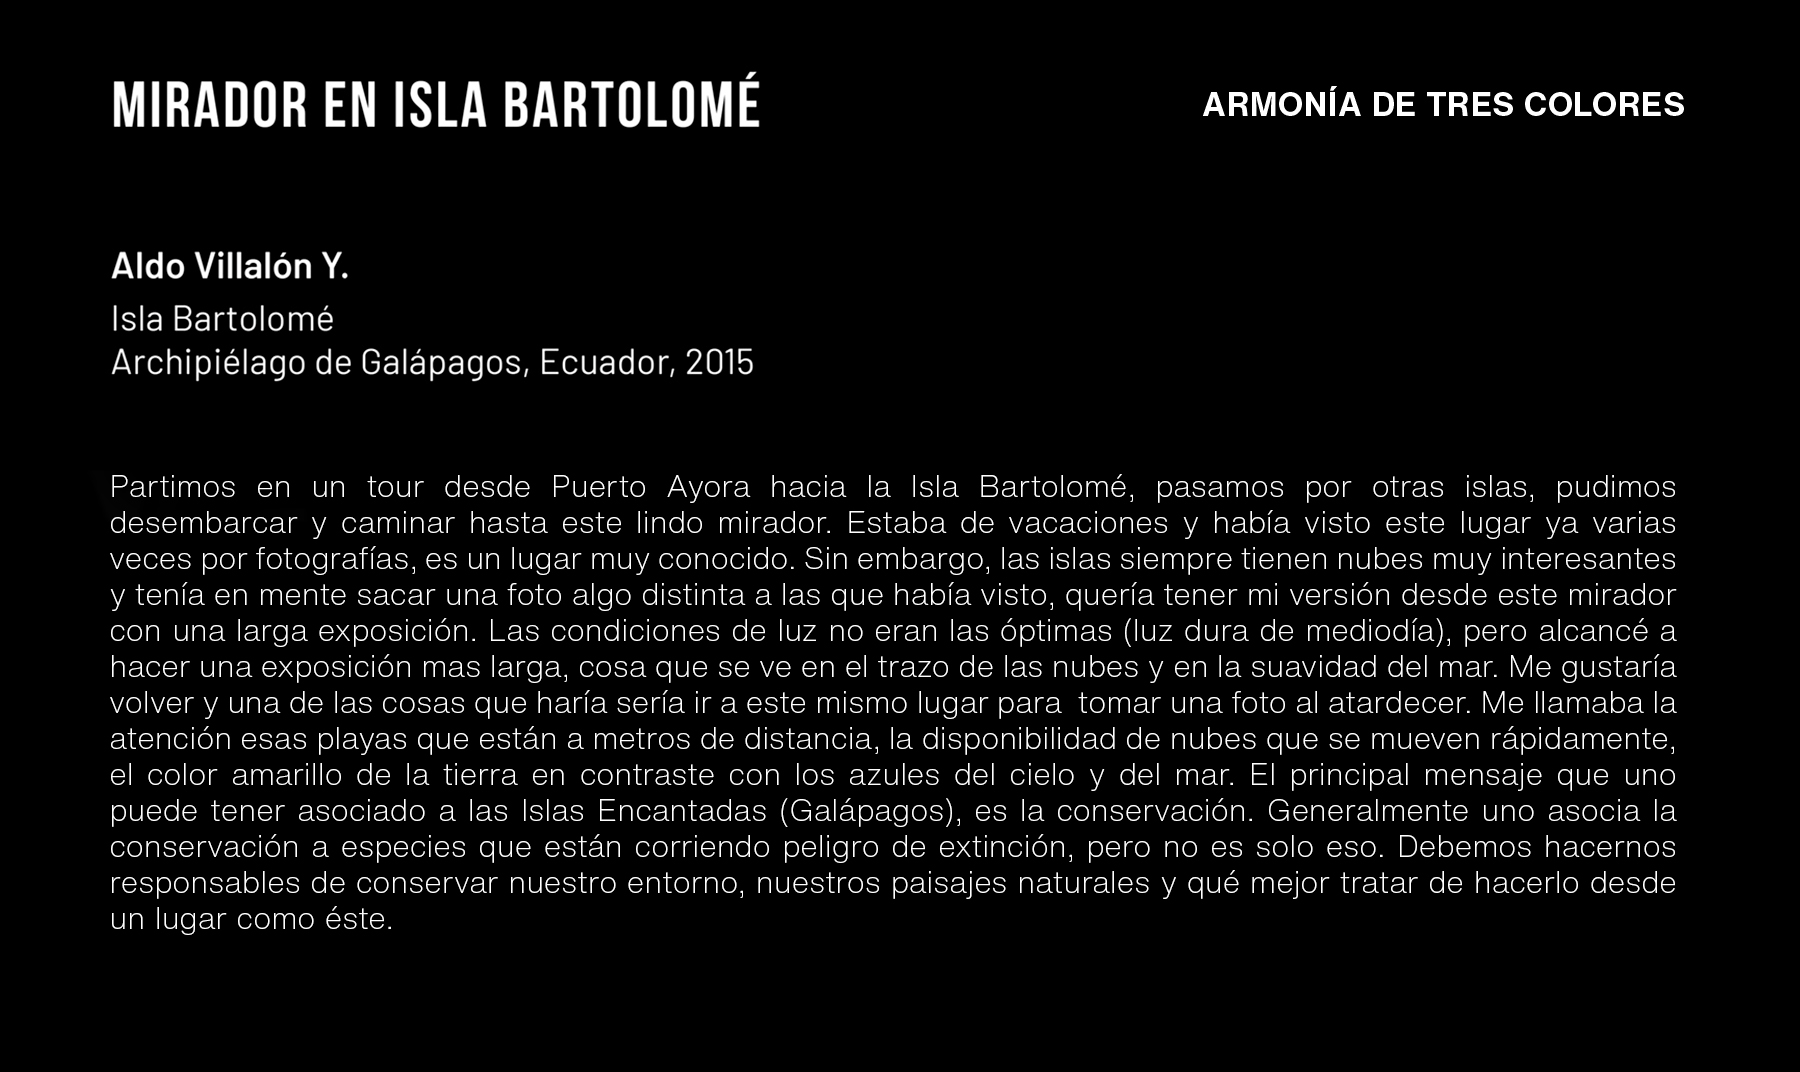 MIRADOR EN ISLA BARTOLOMÉ
ARMONÍA DE TRES COLORES
Aldo Villalón Y.
Isla Bartolomé
Archipiélago de Galápagos, Ecuador, 2015
Partimos en un tour desde Puerto Ayora hacia la Isla Bartolomé, pasamos por otras islas, pudimos
desembarcar y caminar hasta este lindo mirador. Estaba de vacaciones y había visto este lugar ya varias
veces por fotografías, es un lugar muy conocido. Sin embargo, las islas siempre tienen nubes muy interesantes
y tenía en mente sacar una foto algo distinta a las que había visto, quería tener mi versión desde este mirador
con una larga exposición. Las condiciones de luz no eran las óptimas (luz dura de mediodía), pero alcancé a
hacer una exposición mas larga, cosa que se ve en el trazo de las nubes y en la suavidad del mar. Me gustaría
volver y una de las cosas que haría sería ir a este mismo lugar para  tomar una foto al atardecer. Me llamaba la
atención esas playas que están a metros de distancia, la disponibilidad de nubes que se mueven rápidamente,
el color amarillo de la tierra en contraste con los azules del cielo y del mar. El principal mensaje que uno
puede tener asociado a las Islas Encantadas (Galápagos), es la conservación. Generalmente uno asocia la
conservación a especies que están corriendo peligro de extinción, pero no es solo eso. Debemos hacernos
responsables de conservar nuestro entorno, nuestros paisajes naturales y qué mejor tratar de hacerlo desde
un lugar como éste.